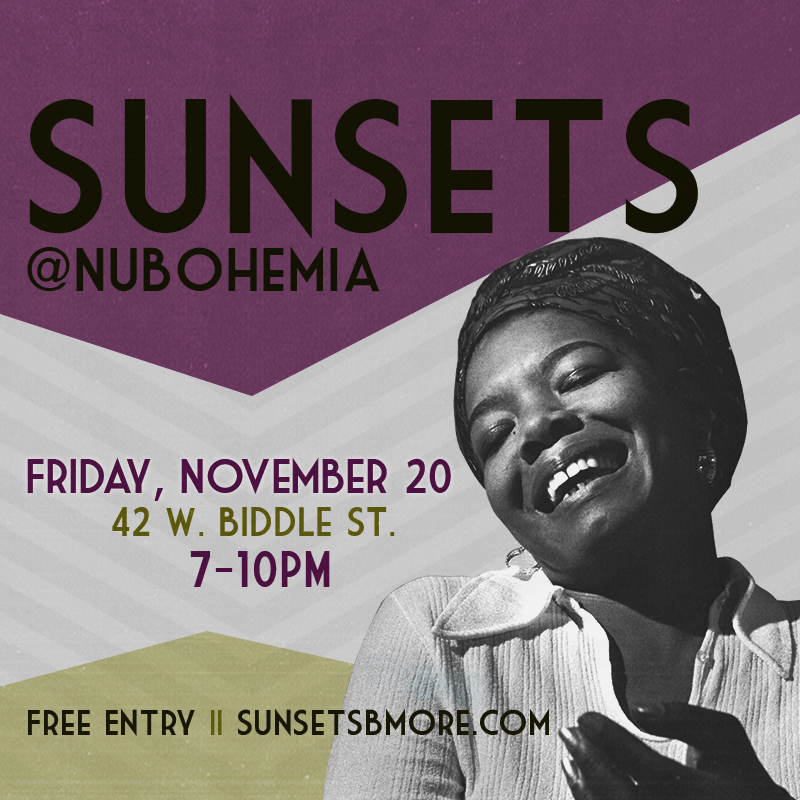 SUNSETS
@NUBOHEMIA
FRIDAY, NOVEMBER 20
42 W. BIDDLE ST.
7-10PM
FREE ENTRY || SUNSETSBMORE.COM